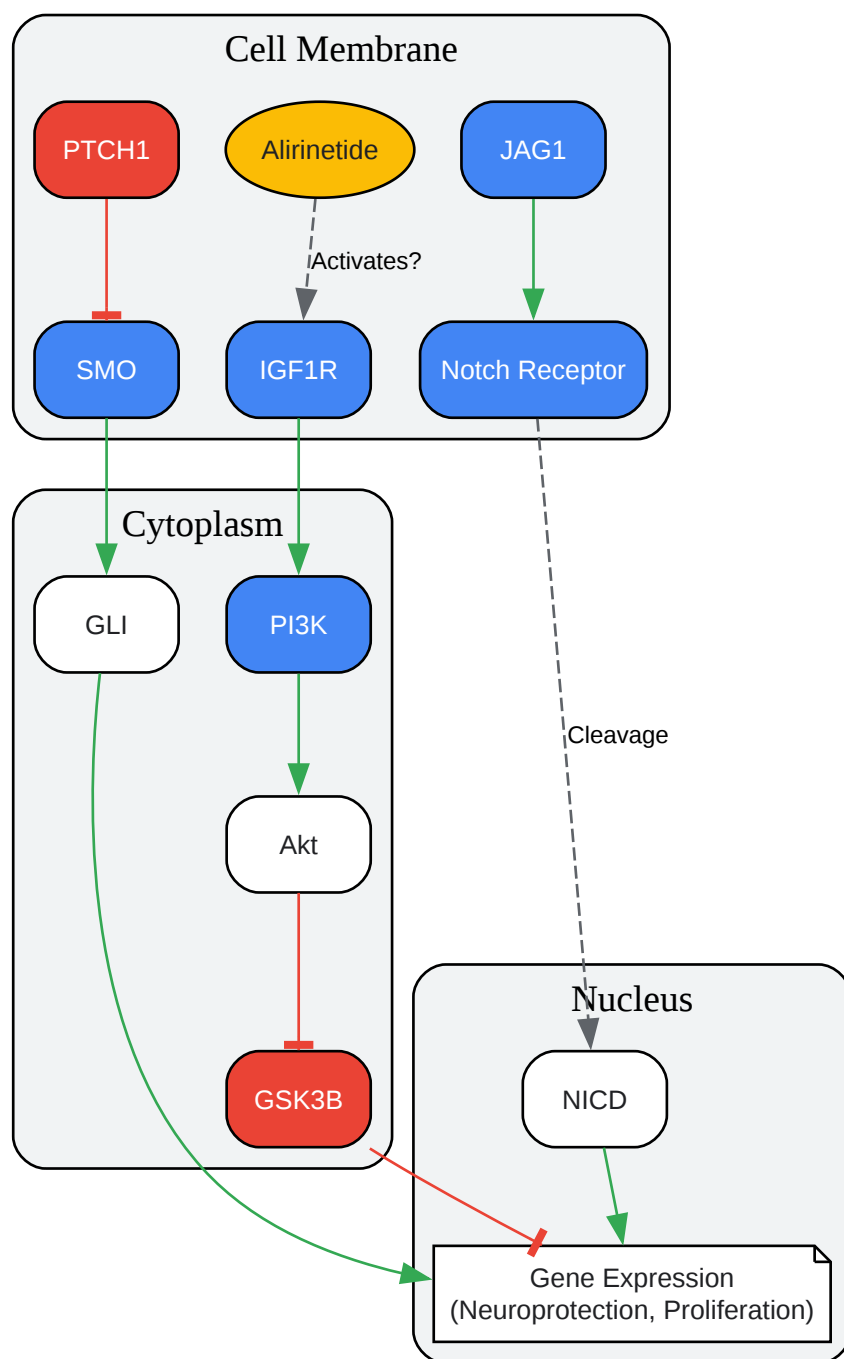 Cell Membrane
PTCH1
Alirinetide
JAG1
Activates?
SMO
IGF1R
Notch Receptor
Cytoplasm
GLI
PI3K
Cleavage
Akt
Nucleus
GSK3B
NICD
Gene Expression
(Neuroprotection, Proliferation)